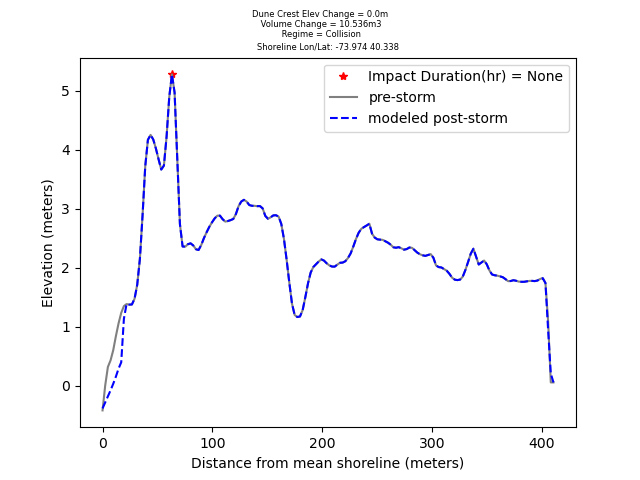 Dune Crest Elev Change = 0.0m
Volume Change = 10.536m3
Regime = Collision
Shoreline Lon/Lat: -73.974 40.338
Impact Duration(hr) = None
pre-storm
modeled post-storm
Elevation (meters)
5
4
3
2
1
0
0 100 200 300 400
Distance from mean shoreline (meters)